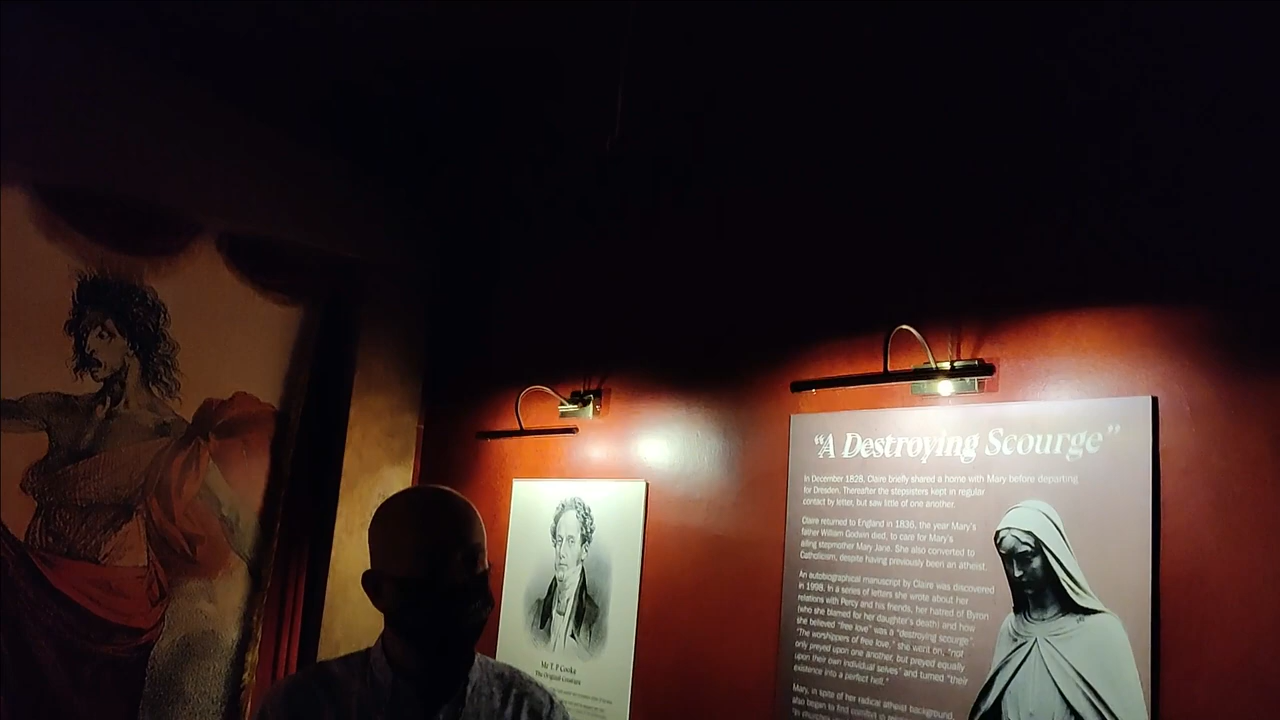 Mr T. P Cooke
The Original Creature
"A Destroying Scourge"
In December 1828, Claire briefly shared a home with Mary before departing
for Dresden. Thereafter the stepsisters kept in regular
contact by letter, but saw little of one another.
Claire returned to England in 1836, the year Mary's
father William Godwin died, to care for Mary's
ailing stepmother Mary Jane. She also converted to
Catholicism, despite having previously been an atheist.
An autobiographical manuscript by Claire was discovered
in 1998. In a series of letters she wrote about her
relations with Percy and his friends, her hatred of Byron
(who she blamed for her daughter's death) and how
she believed "free love" was a "destroying scourge".
"The worshippers of free love," she went on, "not
only preyed upon one another, but preyed equally
upon their own individual selves" and turned "their
existence into a perfect hell."
Mary, in spite of her radical atheist background,
also began to find comfort in